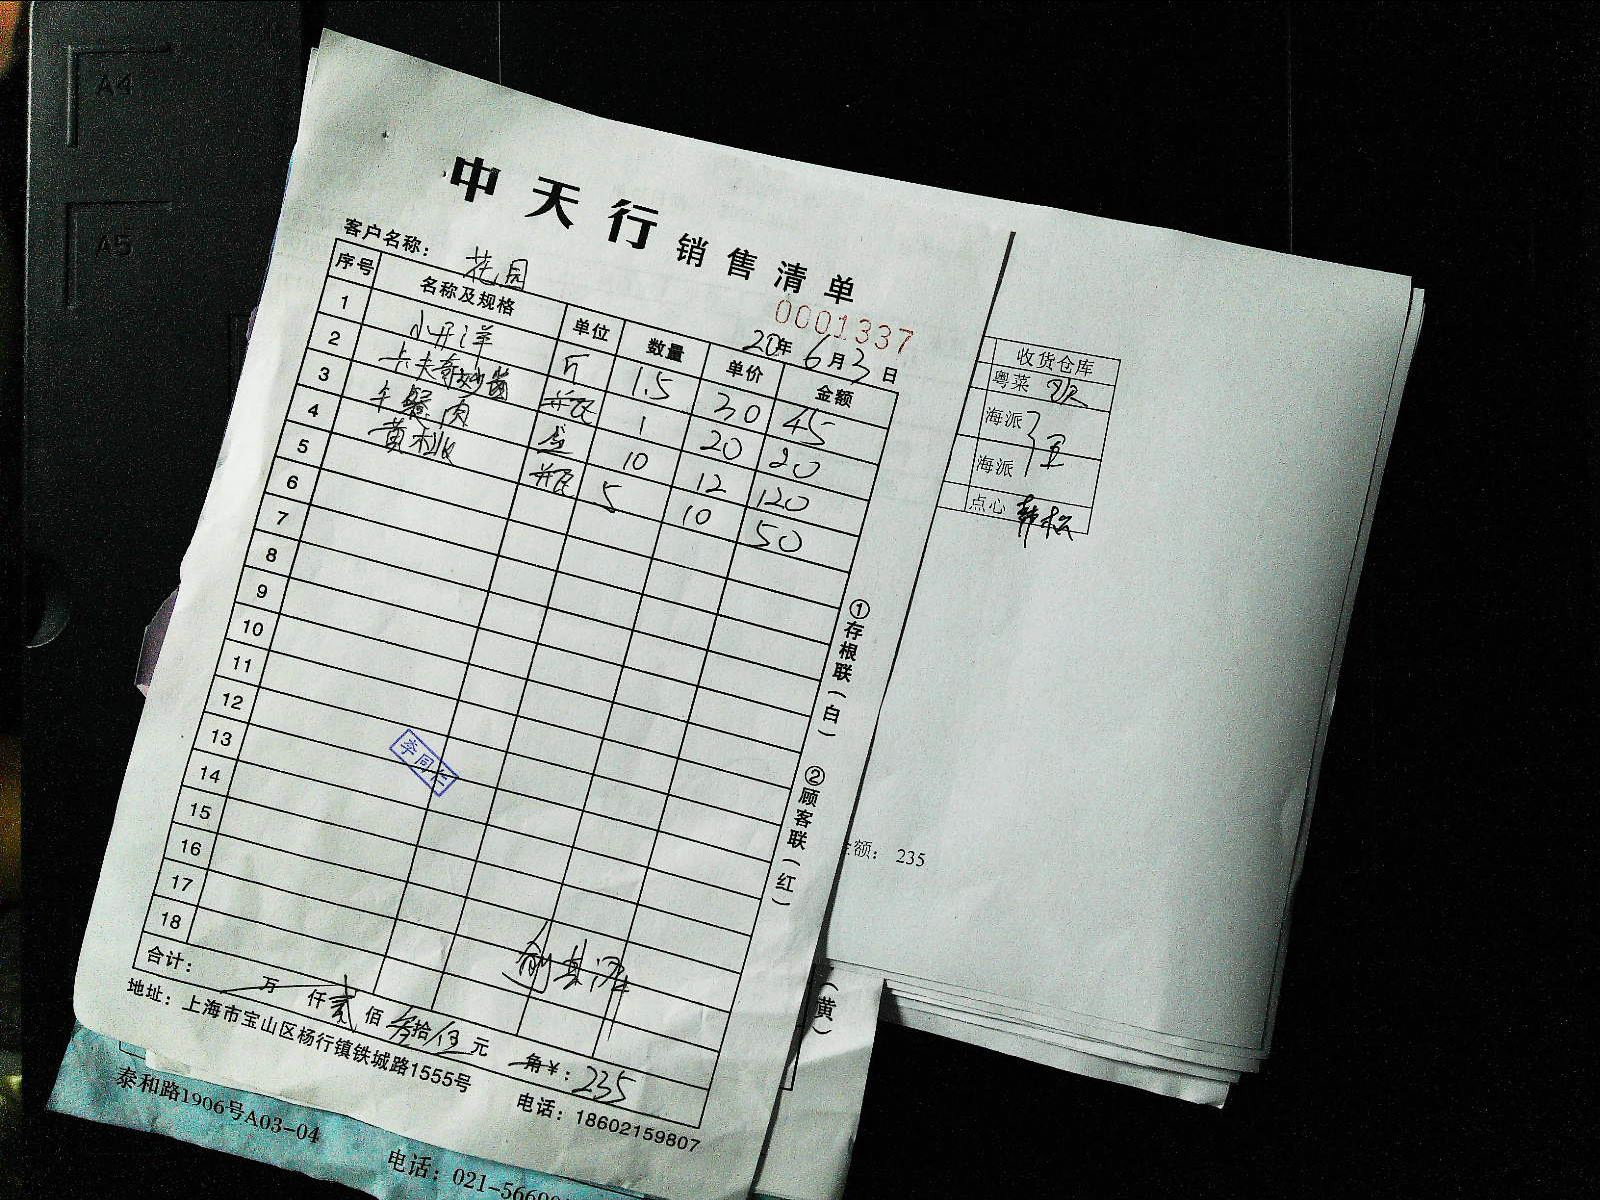 A4
A5
中天行销售清单
0001337
客户名称：花园
20年6月3日
序号 名称及规格 单位 数量 单价 金额
1 小开洋 斤 1.5 30 45
2 卡夫奇妙酱 1 20 20
3 午餐肉 盒 10 12 120
4 黄桃 5 10 50
5
6
7
8
9
10
11
12
13
14
15
16
17
18
合计： 万 仟贰佰叁拾伍元 角￥：235
地址：上海市宝山区杨行镇铁城路1555号
电话：18602159807
①存根联（白）
②顾客联（红）
收货仓库
粤菜
海派
海派
点心 韩松
金额： 235
（黄）
泰和路1906号A03-04
电话：021-5660